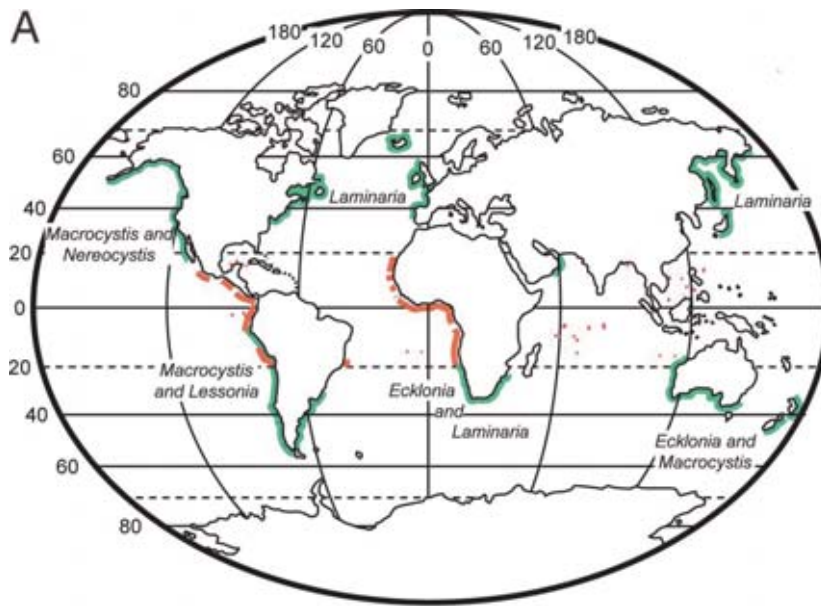 A
180 120 60 0 60 120 180
80
60
40
20
0
20
40
60
80
Laminaria
Laminaria
Macrocystis and
Nereocystis
Macrocystis
and Lessonia
Ecklonia
and
Laminaria
Ecklonia and
Macrocystis